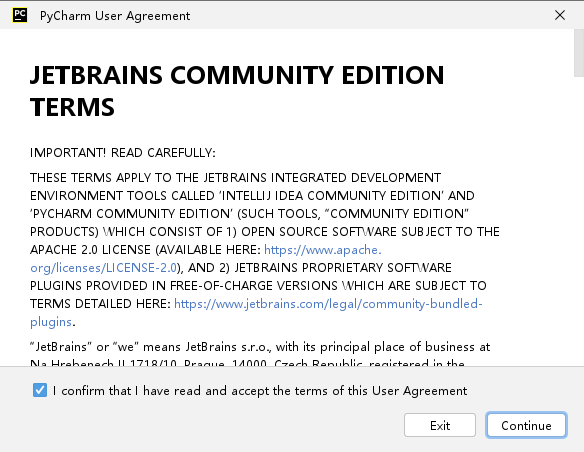 PC PyCharm User Agreement
JETBRAINS COMMUNITY EDITION
TERMS
IMPORTANT! READ CAREFULLY:
THESE TERMS APPLY TO THE JETBRAINS INTEGRATED DEVELOPMENT
ENVIRONMENT TOOLS CALLED ‘INTELLIJ IDEA COMMUNITY EDITION’ AND
‘PYCHARM COMMUNITY EDITION’ (SUCH TOOLS, “COMMUNITY EDITION”
PRODUCTS) WHICH CONSIST OF 1) OPEN SOURCE SOFTWARE SUBJECT TO THE
APACHE 2.0 LICENSE (AVAILABLE HERE: https://www.apache.
org/licenses/LICENSE-2.0), AND 2) JETBRAINS PROPRIETARY SOFTWARE
PLUGINS PROVIDED IN FREE-OF-CHARGE VERSIONS WHICH ARE SUBJECT TO
TERMS DETAILED HERE: https://www.jetbrains.com/legal/community-bundled-
plugins.
“JetBrains” or “we” means JetBrains s.r.o., with its principal place of business at
Na Hrebenech II 1718/10, Prague, 14000, Czech Republic, registered in the
I confirm that I have read and accept the terms of this User Agreement
Exit Continue